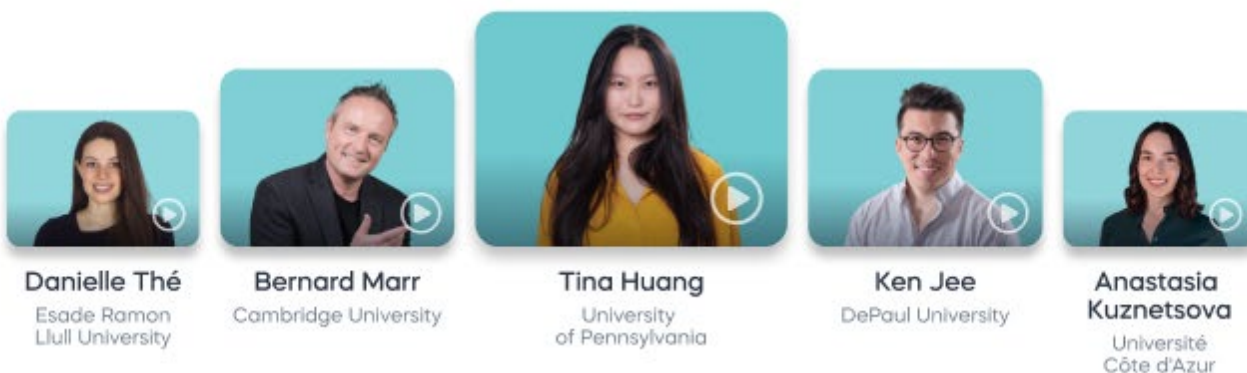 Danielle Thé
Esade Ramon
Llull University
Bernard Marr
Cambridge University
Tina Huang
University
of Pennsylvania
Ken Jee
DePaul University
Anastasia
Kuznetsova
Université
Côte d'Azur